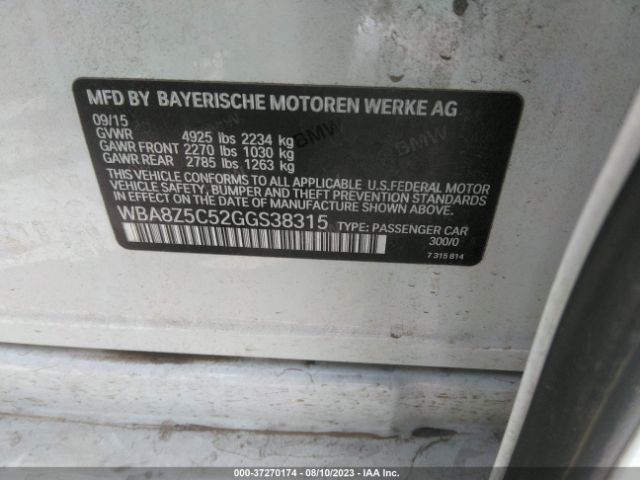 MFD BY BAYERISCHE MOTOREN WERKE AG
09/15
GVWR 4925 lbs 2234 kg
GAWR FRONT 2270 lbs 1030 kg
GAWR REAR 2785 lbs 1263 kg
THIS VEHICLE CONFORMS TO ALL APPLICABLE U.S.FEDERAL MOTOR
VEHICLE SAFETY, BUMPER AND THEFT PREVENTION STANDARDS
IN EFFECT ON THE DATE OF MANUFACTURE SHOWN ABOVE.
WBA8Z5C52GGS38315 TYPE: PASSENGER CAR
300/0
7 315 814
000-37270174 — 08/10/2023 — IAA Inc.